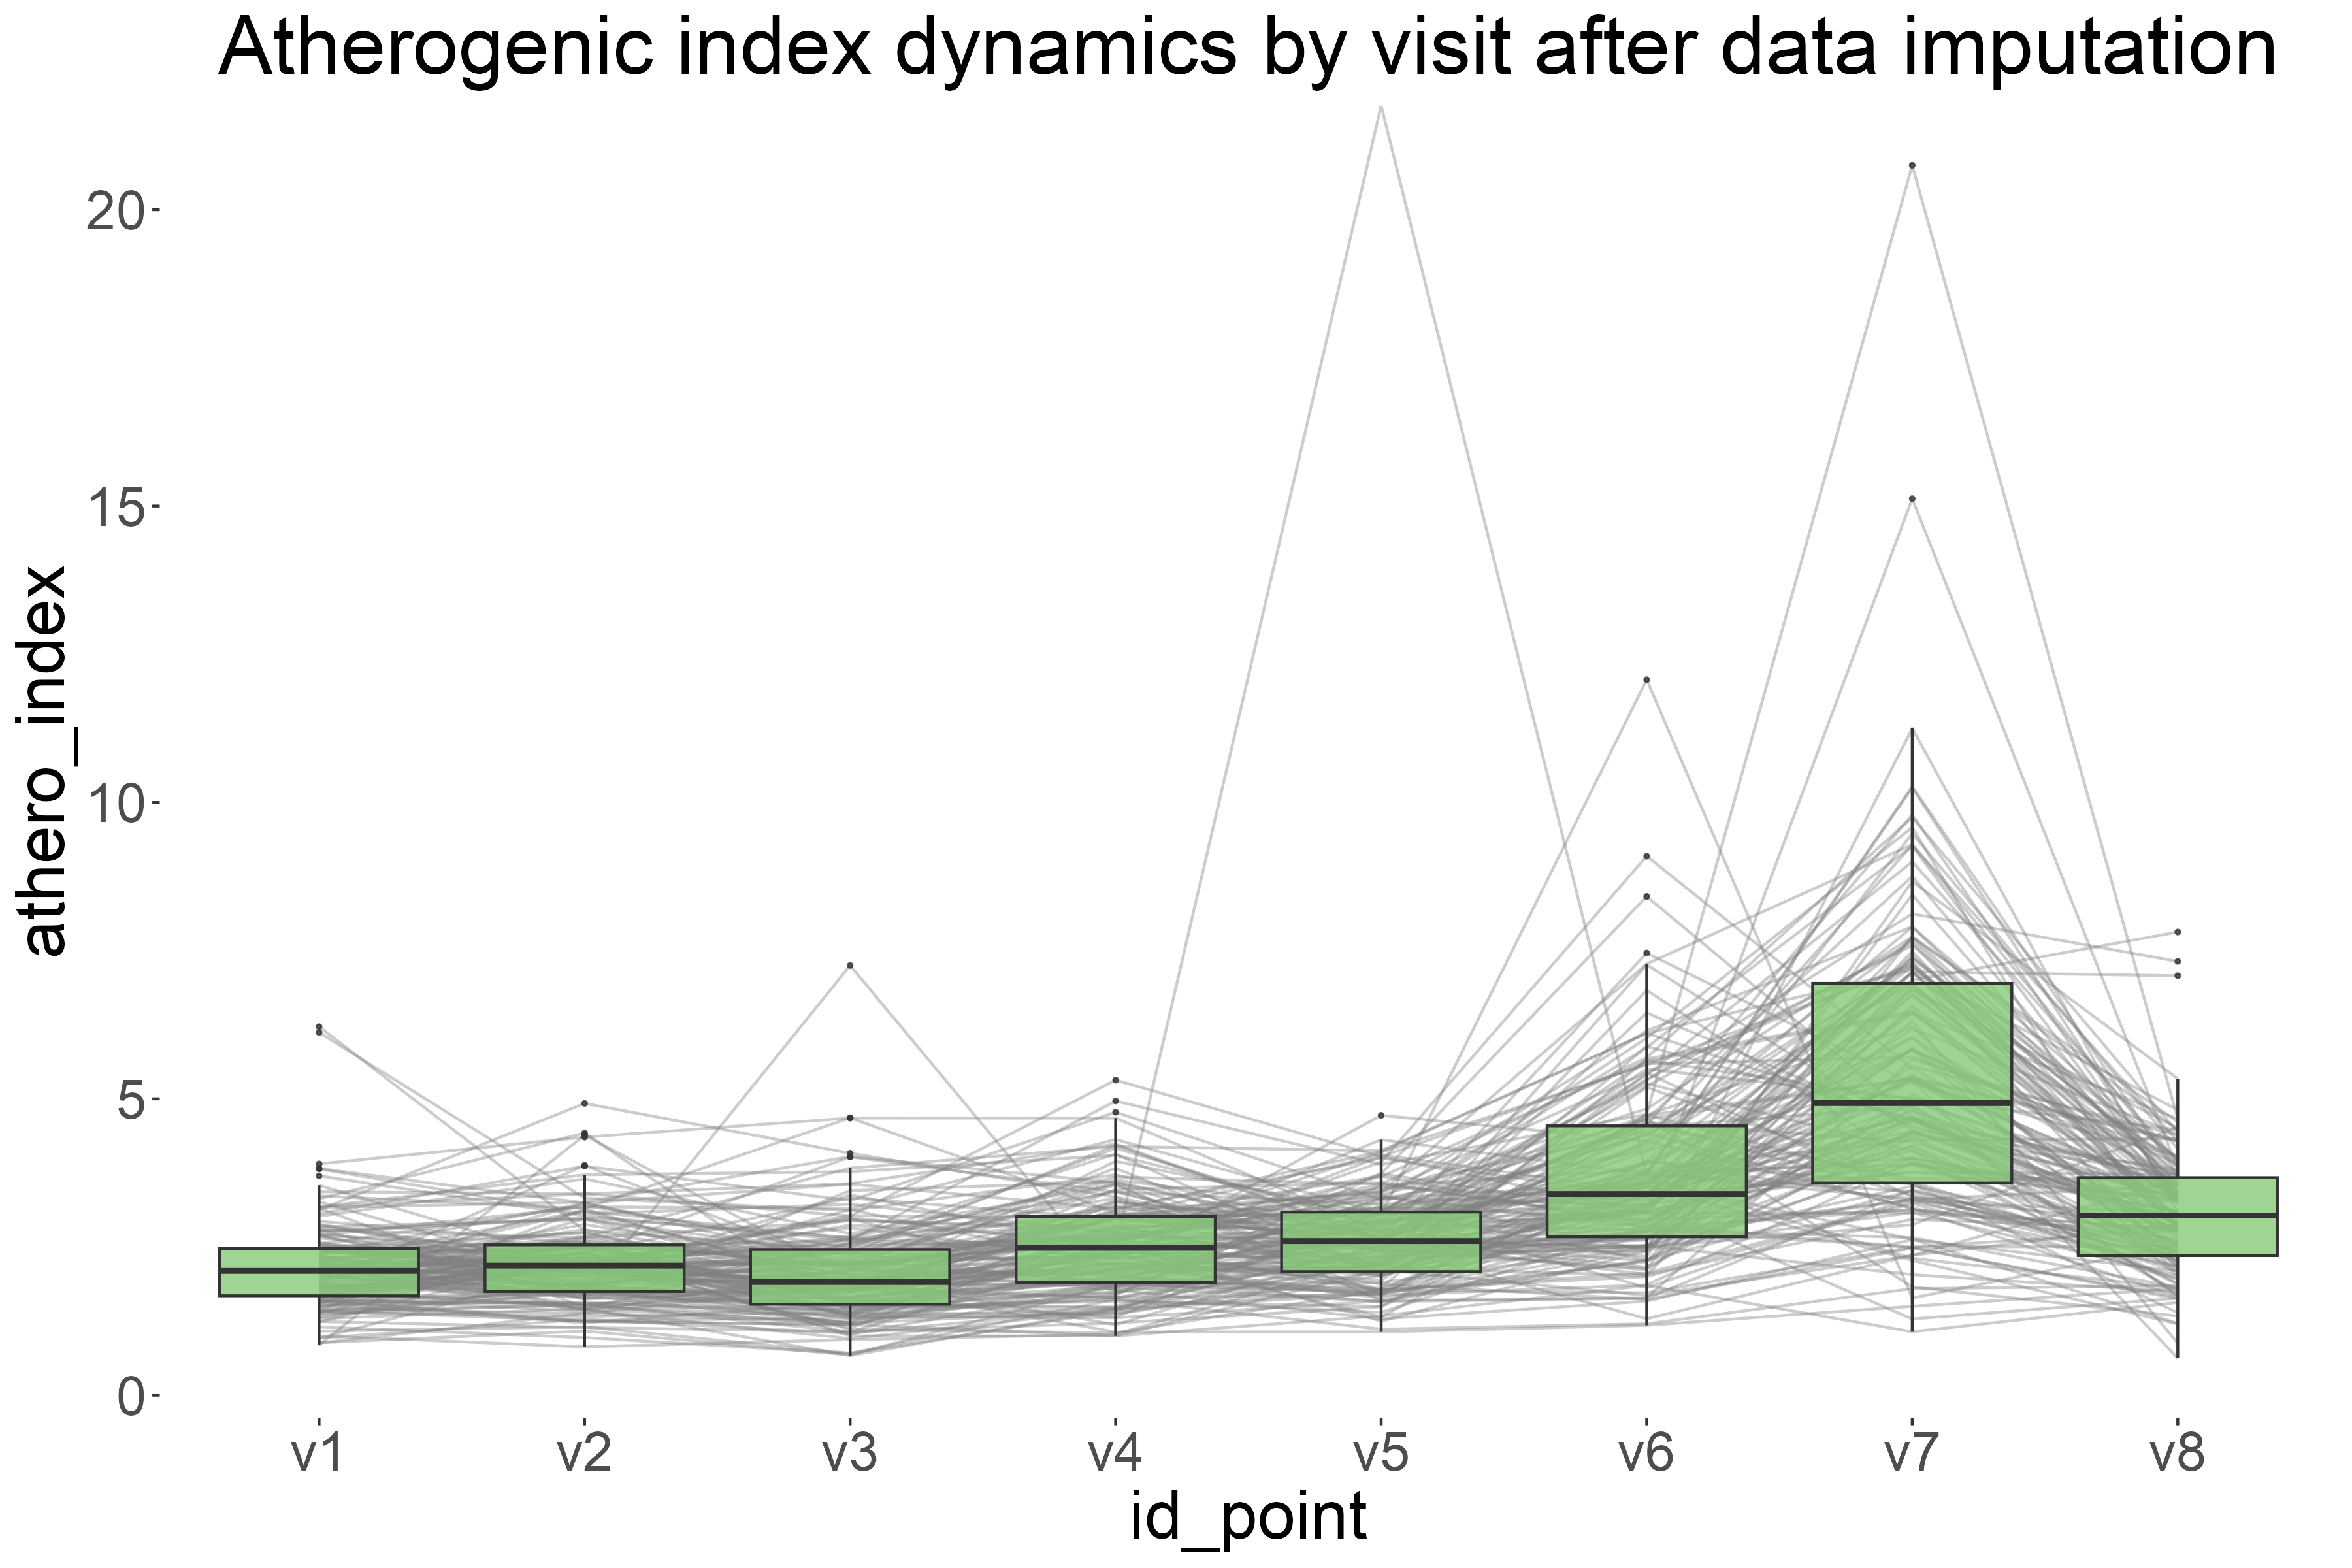 Atherogenic index dynamics by visit after data imputation
athero_index
20
15
10
5
0
v1 v2 v3 v4 v5 v6 v7 v8
id_point